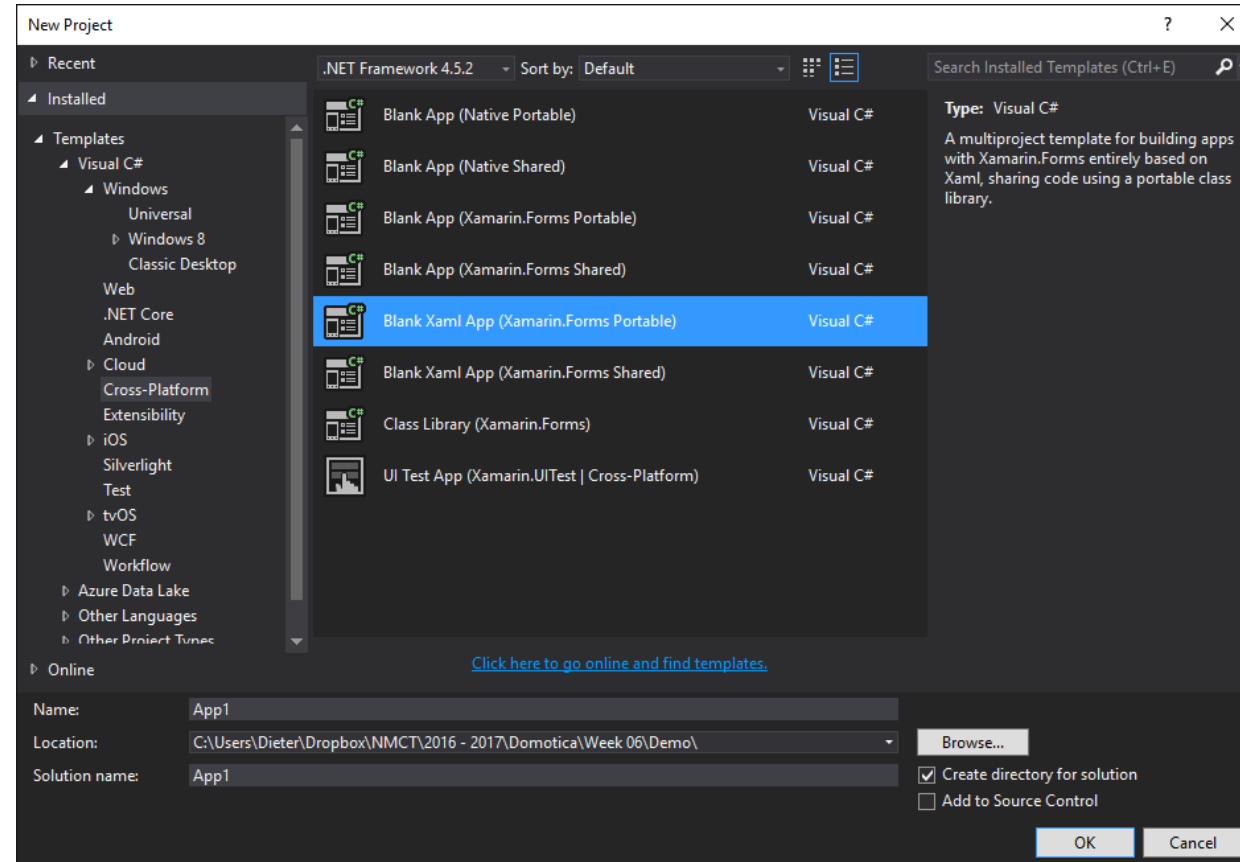 New Project
?
Recent
.NET Framework 4.5.2
Sort by:
Default
Search Installed Templates (Ctrl+E)
Installed
Templates
Visual C#
Windows
Universal
Windows 8
Classic Desktop
Web
.NET Core
Android
Cloud
Cross-Platform
Extensibility
iOS
Silverlight
Test
tvOS
WCF
Workflow
Azure Data Lake
Other Languages
Other Project Types
Online
C#
Blank App (Native Portable)
Visual C#
C#
Blank App (Native Shared)
Visual C#
C#
Blank App (Xamarin.Forms Portable)
Visual C#
C#
Blank App (Xamarin.Forms Shared)
Visual C#
C#
Blank Xaml App (Xamarin.Forms Portable)
Visual C#
C#
Blank Xaml App (Xamarin.Forms Shared)
Visual C#
C#
Class Library (Xamarin.Forms)
Visual C#
UI Test App (Xamarin.UITest | Cross-Platform)
Visual C#
Click here to go online and find templates.
Type: Visual C#
A multiproject template for building apps
with Xamarin.Forms entirely based on
Xaml, sharing code using a portable class
library.
Name:
App1
Location:
C:\Users\Dieter\Dropbox\NMCT\2016 - 2017\Domotica\Week 06\Demo\
Browse...
Solution name:
App1
Create directory for solution
Add to Source Control
OK
Cancel